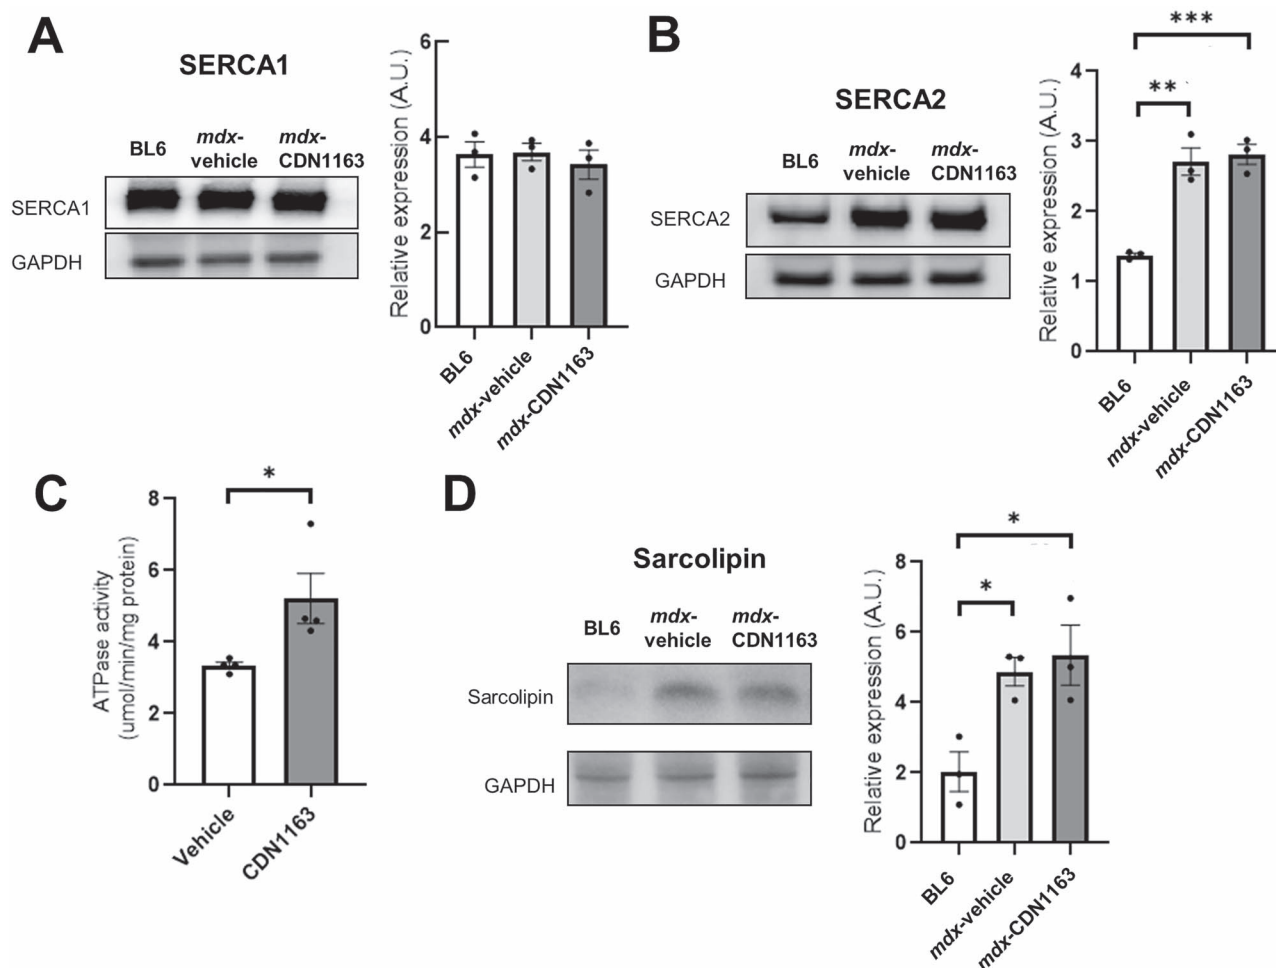 A
SERCA1
BL6
mdx-
vehicle
mdx-
CDN1163
SERCA1
GAPDH
Relative expression (A.U.)
6
4
2
0
BL6
mdx-vehicle
mdx-CDN1163
B
SERCA2
BL6
mdx-
vehicle
mdx-
CDN1163
SERCA2
GAPDH
***
**
Relative expression (A.U.)
4
3
2
1
0
BL6
mdx-vehicle
mdx-CDN1163
C
*
ATPase activity
(umol/min/mg protein)
8
6
4
2
0
Vehicle
CDN1163
D
Sarcolipin
BL6
mdx-
vehicle
mdx-
CDN1163
Sarcolipin
GAPDH
*
*
Relative expression (A.U.)
8
6
4
2
0
BL6
mdx-vehicle
mdx-CDN1163